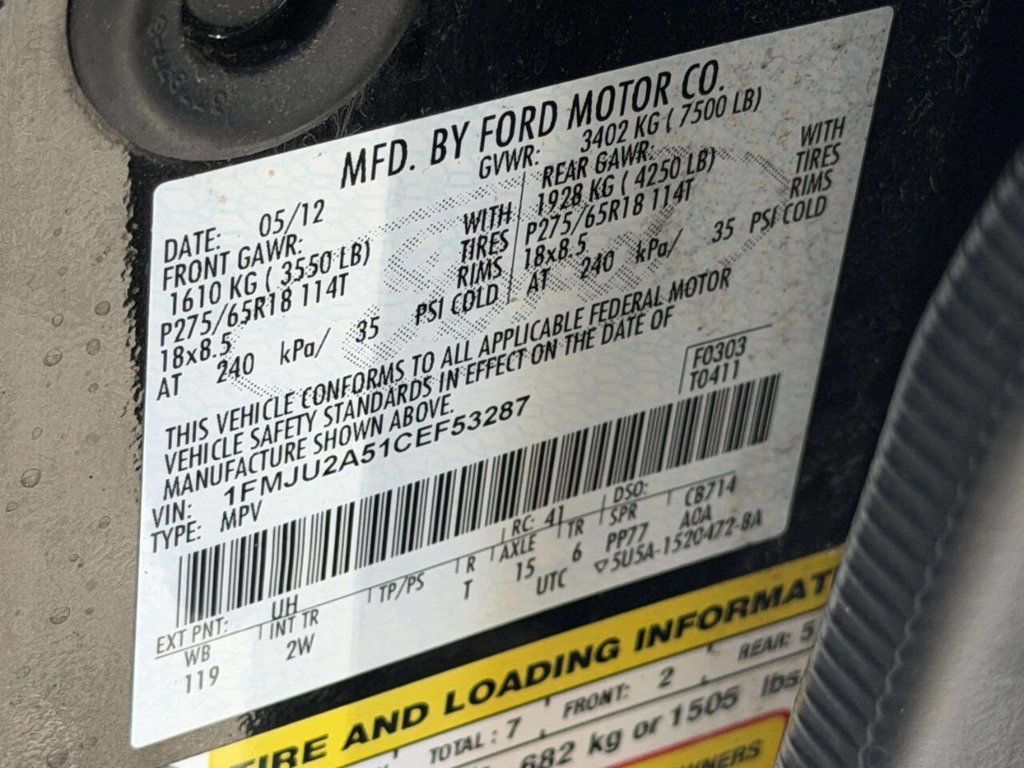 MFD. BY FORD MOTOR CO.
DATE: 05/12 GVWR: 3402 KG ( 7500 LB)
FRONT GAWR: REAR GAWR:
1610 KG ( 3550 LB) WITH 1928 KG ( 4250 LB) WITH
P275/65R18 114T TIRES P275/65R18 114T TIRES
18x8.5 RIMS 18x8.5 RIMS
AT 240 kPa/ 35 PSI COLD AT 240 kPa/ 35 PSI COLD
THIS VEHICLE CONFORMS TO ALL APPLICABLE FEDERAL MOTOR
VEHICLE SAFETY STANDARDS IN EFFECT ON THE DATE OF
MANUFACTURE SHOWN ABOVE.
F0303
T0411
VIN: 1FMJU2A51CEF53287
TYPE: MPV
EXT PNT: UH RC: 41 DSO:
WB INT TR TP/PS R AXLE TR SPR CB714
119 2W T 15 6 PP77 A0A
UTC ▽5U5A-1520472-BA
TIRE AND LOADING INFORMAT
TOTAL: 7 FRONT: 2 REAR: 5
682 kg or 1505 lbs.
OWNERS